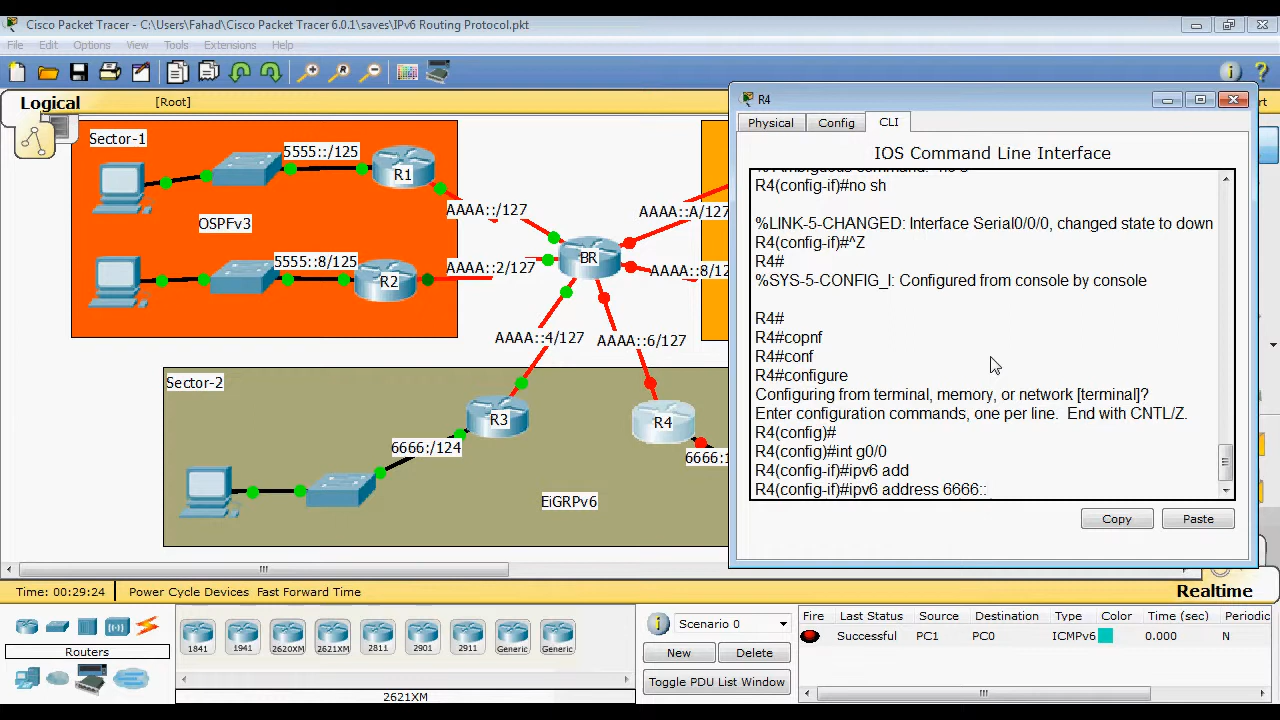 Cisco Packet Tracer - C:\Users\Fahad\Cisco Packet Tracer 6.0.1\saves\IPv6 Routing Protocol.pkt
File Edit Options View Tools Extensions Help
Logical [Root]
Sector-1
5555::/125
R1
OSPFv3
AAAA::/127
AAAA::A/127
5555::8/125
R2
BR
AAAA::2/127
AAAA::8/12
AAAA::4/127
AAAA::6/127
Sector-2
R3
R4
6666:/124
6666:1
EiGRPv6
R4
Physical Config CLI
IOS Command Line Interface
R4(config-if)#no sh
%LINK-5-CHANGED: Interface Serial0/0/0, changed state to down
R4(config-if)#^Z
R4#
%SYS-5-CONFIG_I: Configured from console by console
R4#
R4#copnf
R4#conf
R4#configure
Configuring from terminal, memory, or network [terminal]?
Enter configuration commands, one per line. End with CNTL/Z.
R4(config)#
R4(config)#int g0/0
R4(config-if)#ipv6 add
R4(config-if)#ipv6 address 6666::
Copy Paste
Time: 00:29:24 Power Cycle Devices Fast Forward Time Realtime
Routers
1841 1941 2620XM 2621XM 2811 2901 2911 Generic Generic
2621XM
Scenario 0
New Delete
Toggle PDU List Window
Fire Last Status Source Destination Type Color Time (sec) Periodic
Successful PC1 PC0 ICMPv6 0.000 N